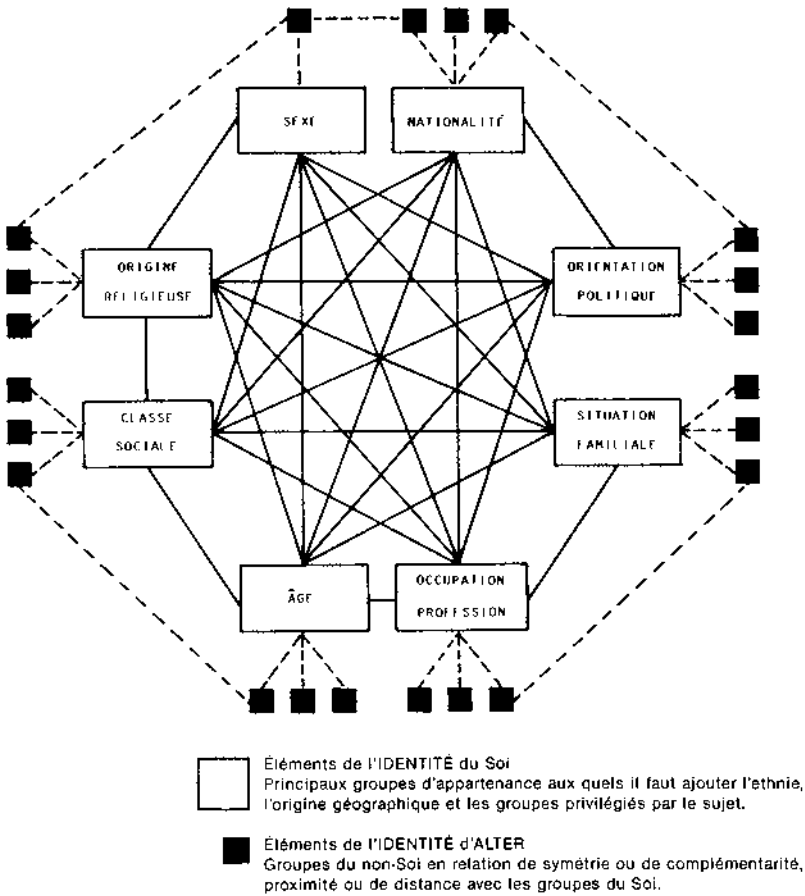 SEXE
NATIONALITÉ
ORIGINE
RELIGIEUSE
ORIENTATION
POLITIQUE
CLASSE
SOCIALE
SITUATION
FAMILIALE
ÂGE
OCCUPATION
PROFESSION
Éléments de l'IDENTITÉ du Soi
Principaux groupes d'appartenance aux quels il faut ajouter l'ethnie,
l'origine géographique et les groupes privilégiés par le sujet.
Éléments de l'IDENTITÉ d'ALTER
Groupes du non-Soi en relation de symétrie ou de complémentarité,
proximité ou de distance avec les groupes du Soi.